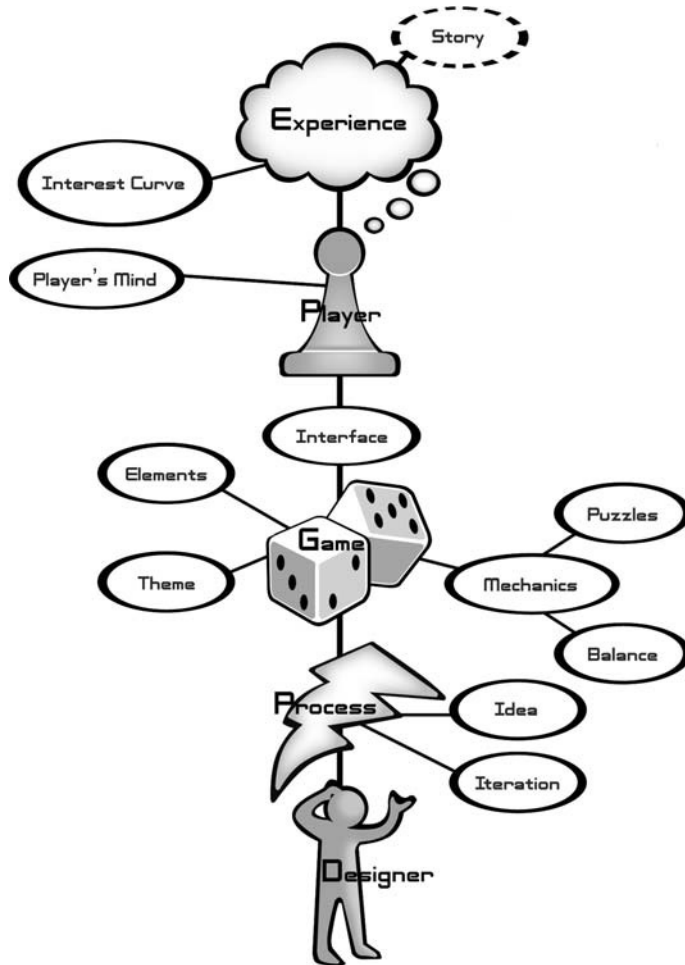 Story
Experience
Interest Curve
Player's Mind
Player
Interface
Elements
Puzzles
Game
Theme
Mechanics
Balance
Process
Idea
Iteration
Designer